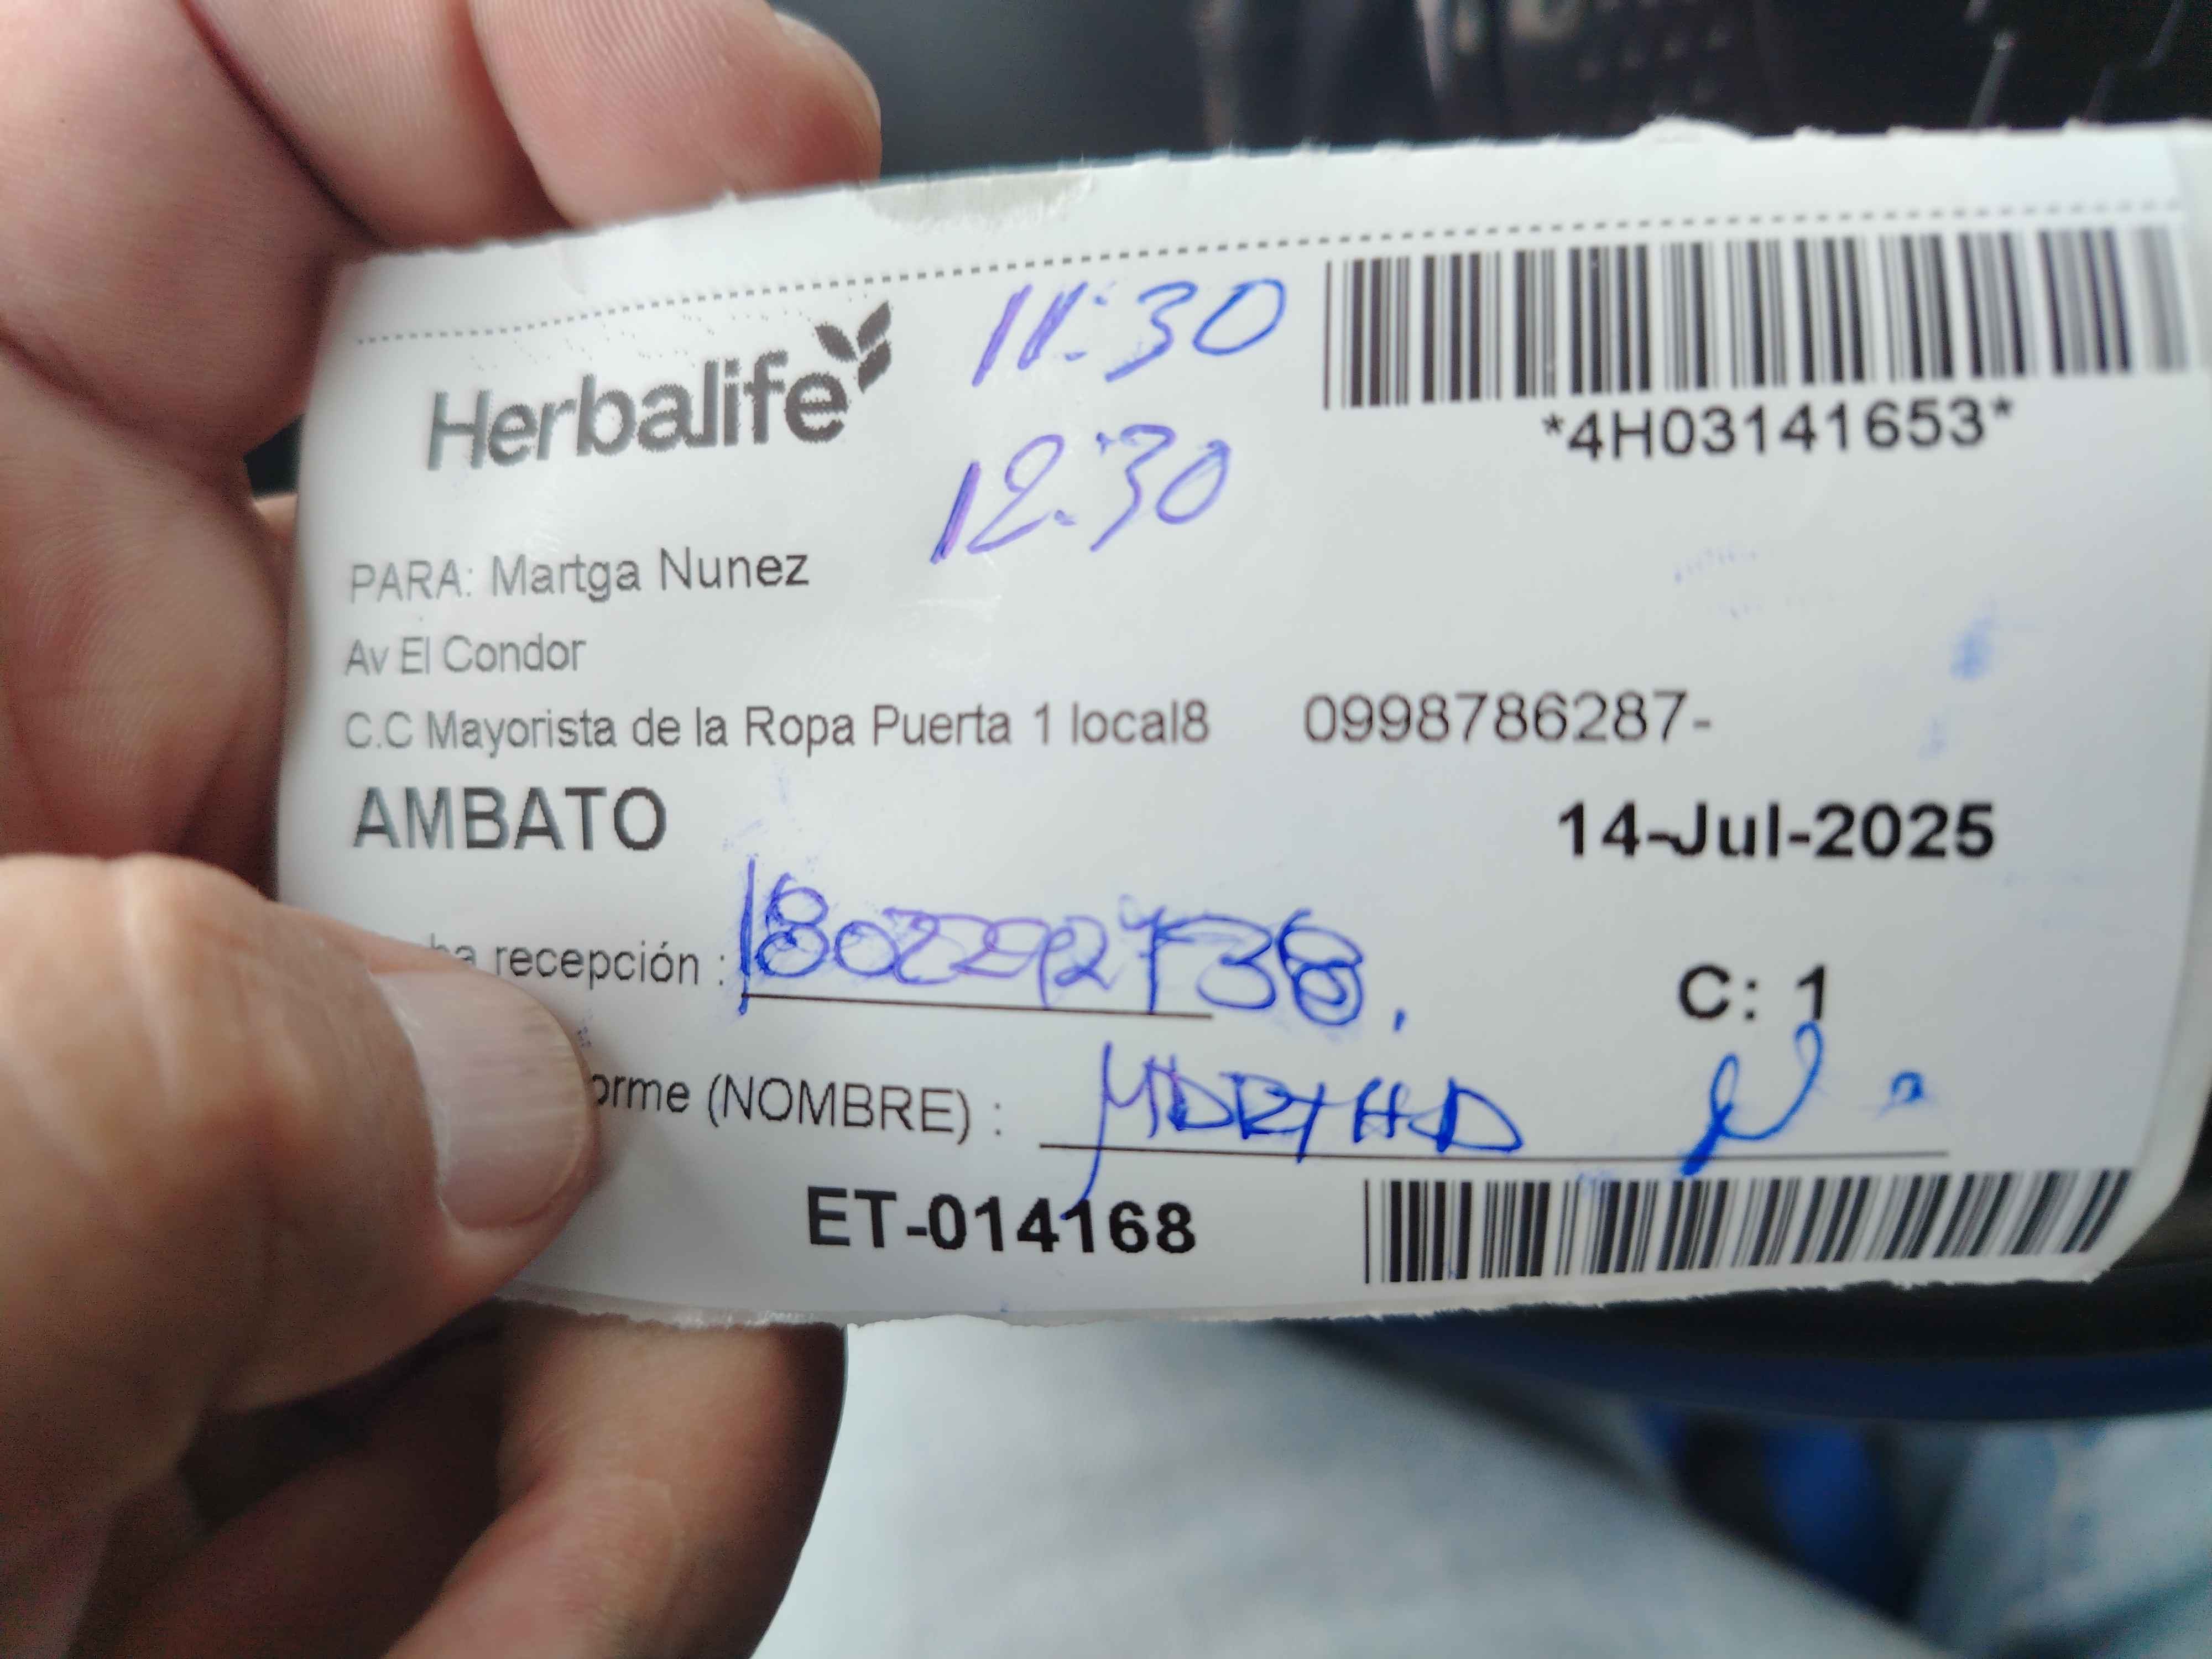 Herbalife
11:30
12:30
*4H03141653*
PARA: Martga Nunez
Av El Condor
C.C Mayorista de la Ropa Puerta 1 local8 0998786287-
AMBATO
14-Jul-2025
recepción :
C: 1
(NOMBRE) :
ET-014168